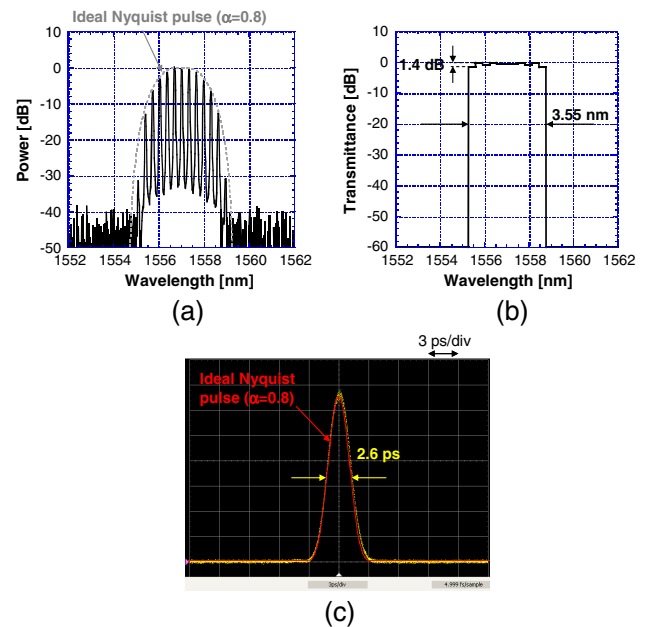 Ideal Nyquist pulse (α=0.8)
10
0
-10
-20
-30
-40
-50
Power [dB]
1552 1554 1556 1558 1560 1562
Wavelength [nm]
(a)
10
0
-10
-20
-30
-40
-50
-60
Transmittance [dB]
1.4 dB
3.55 nm
1552 1554 1556 1558 1560 1562
Wavelength [nm]
(b)
3 ps/div
Ideal Nyquist
pulse (α=0.8)
2.6 ps
3ps/div
4.999 fs/sample
(c)